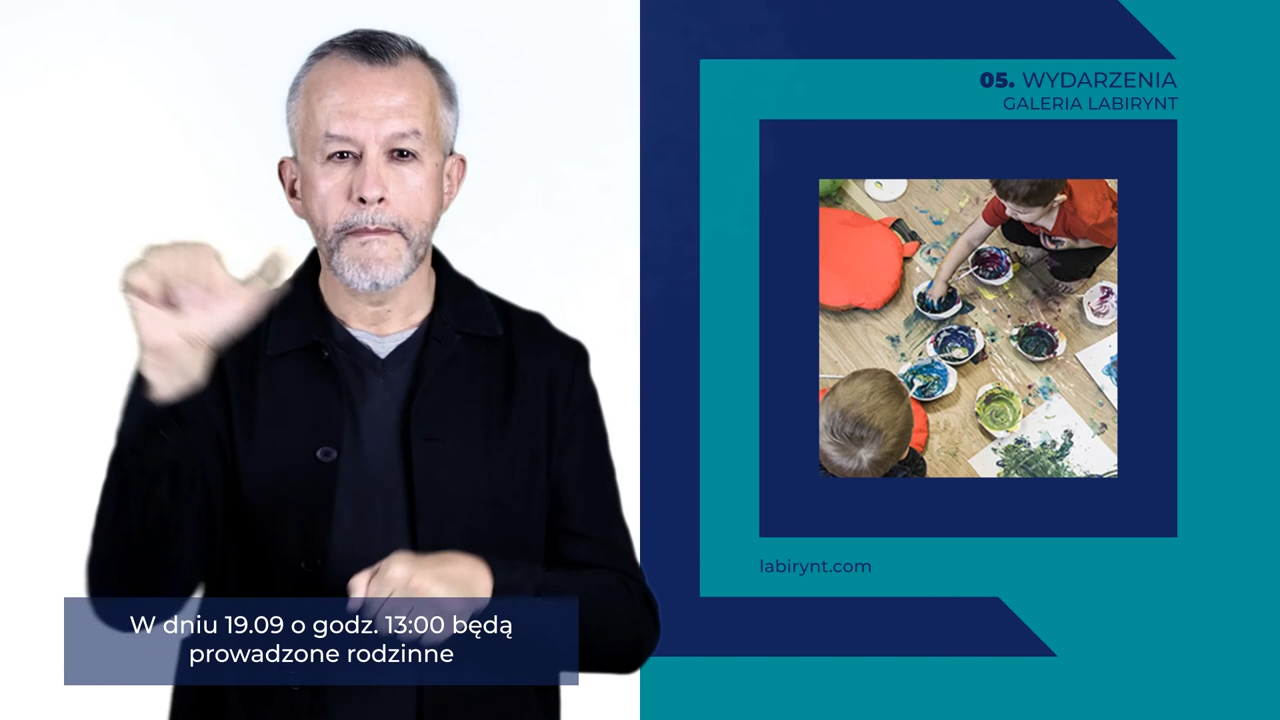 05. WYDARZENIA
GALERIA LABIRYNT
labirynt.com
W dniu 19.09 o godz. 13:00 będą
prowadzone rodzinne